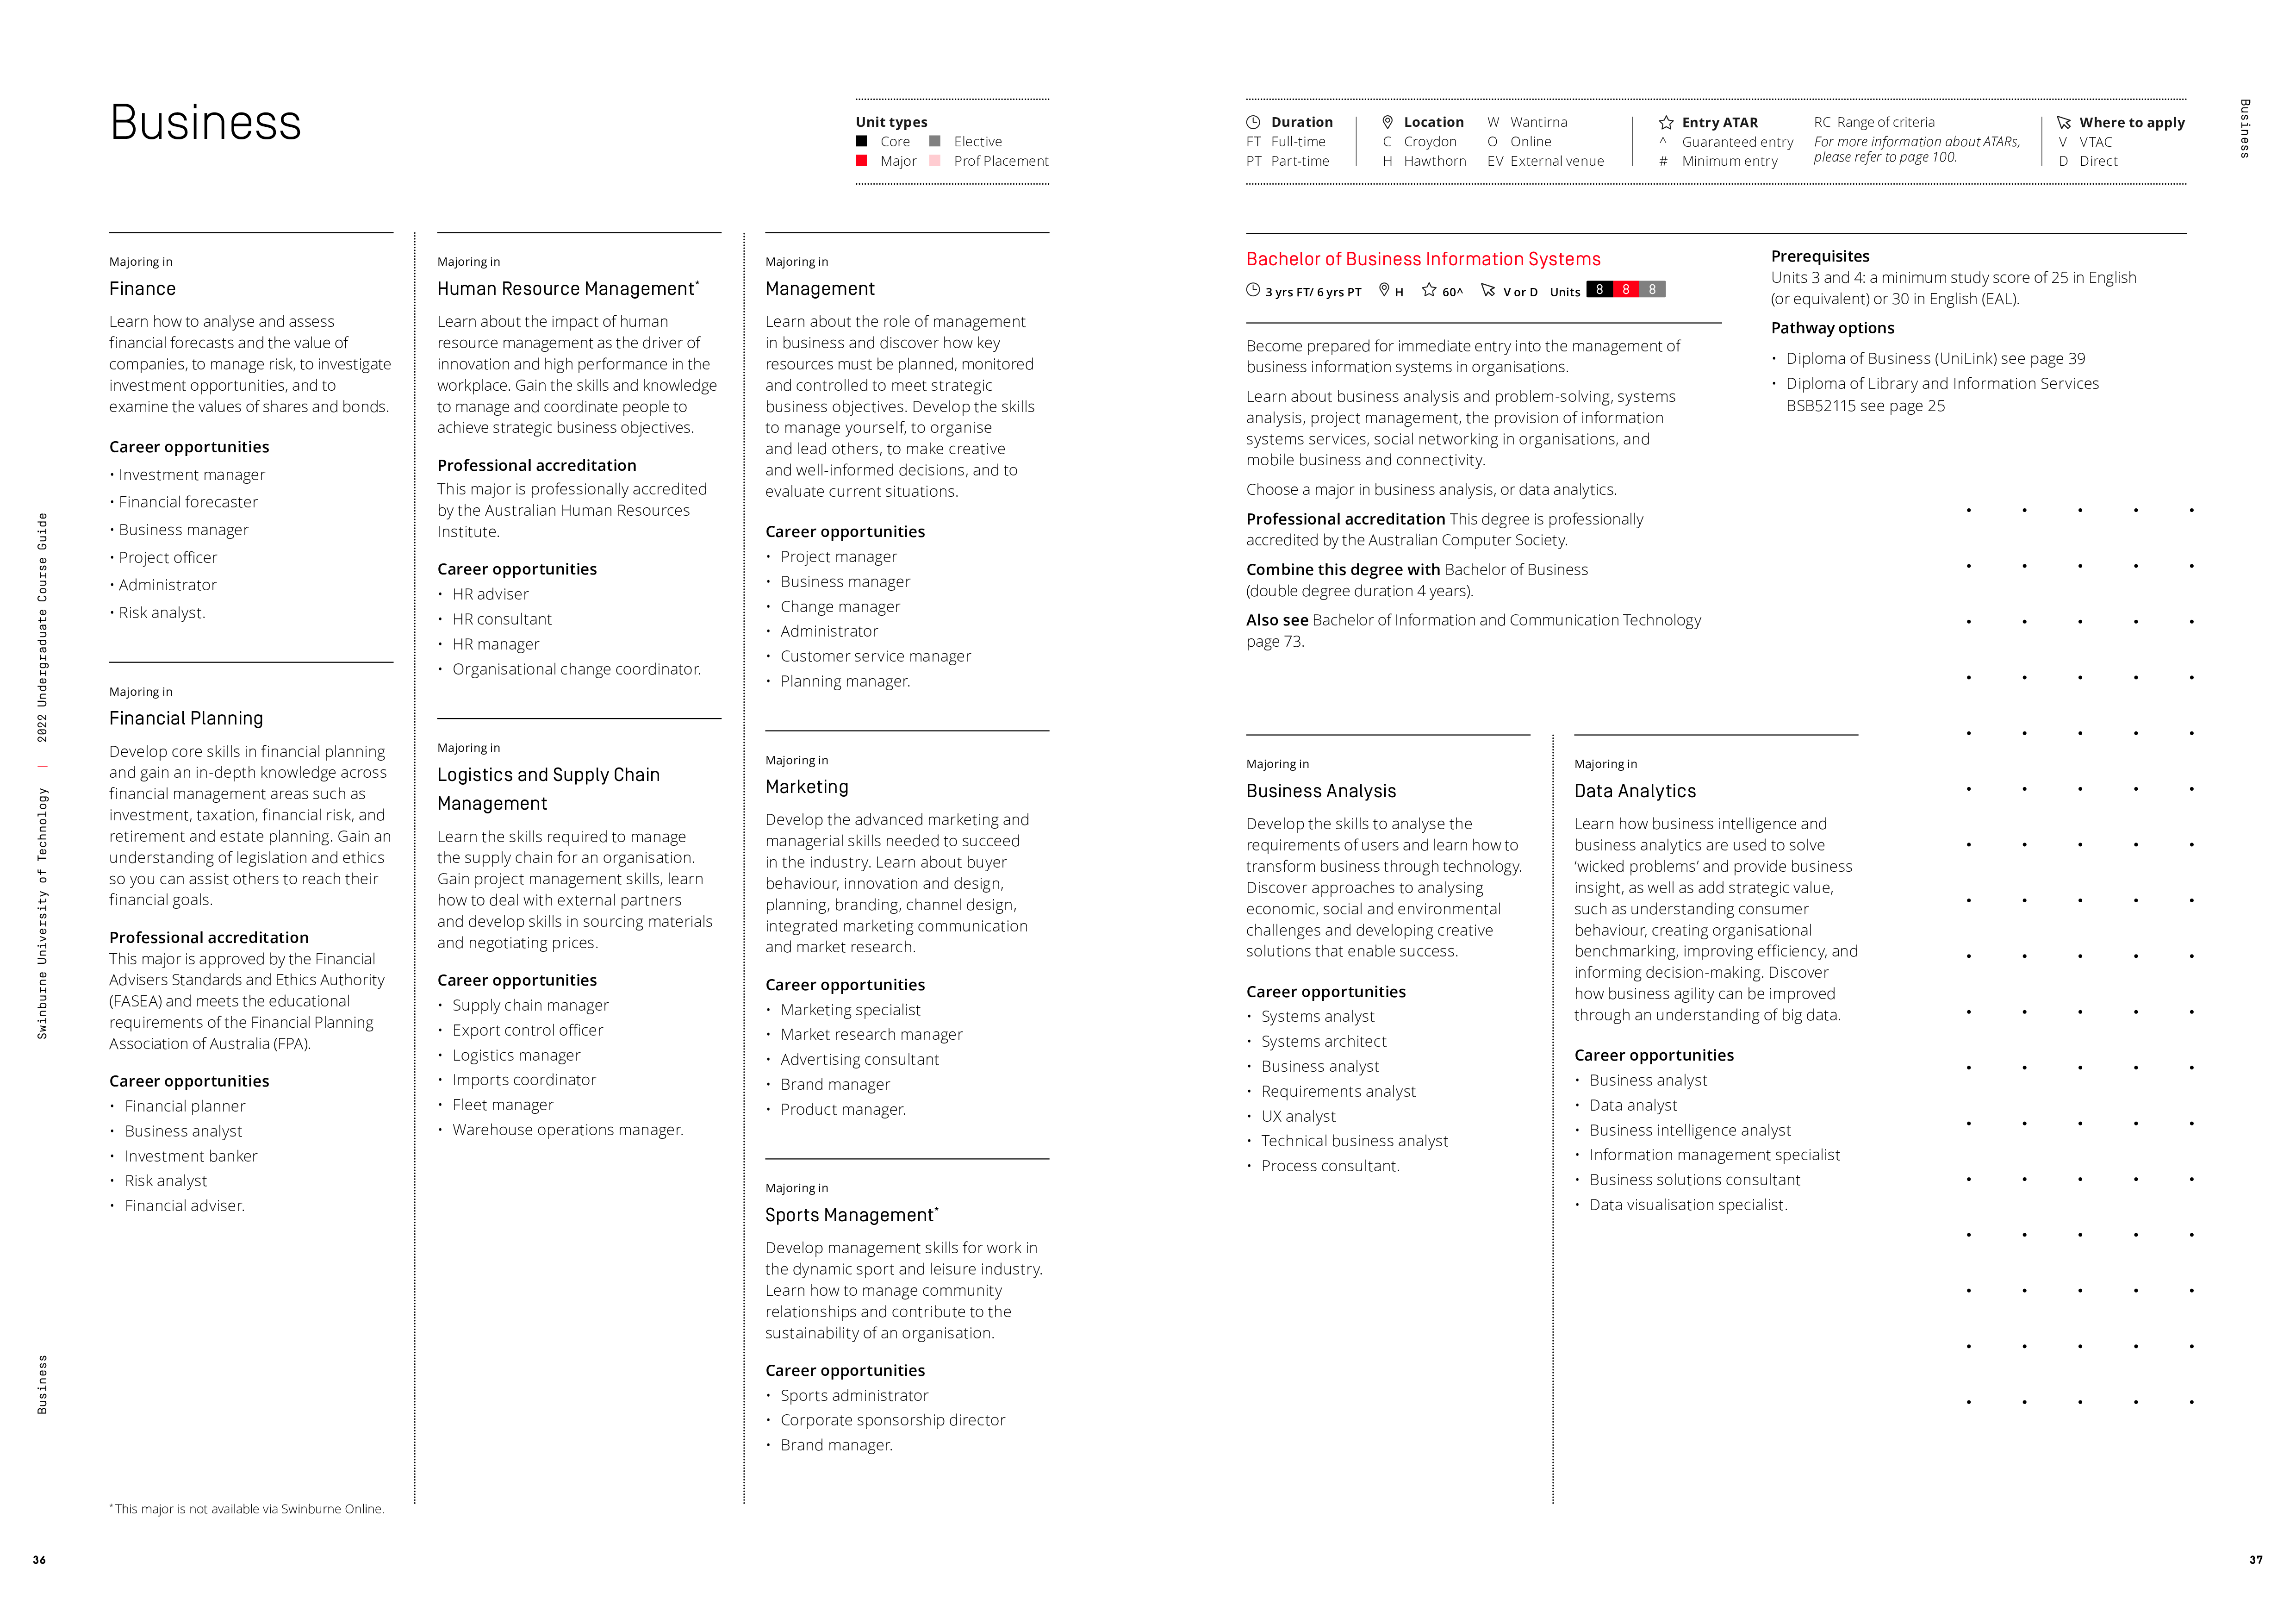 Business
Unit types
Core Elective
Major Prof Placement
Majoring in
Finance
Learn how to analyse and assess
financial forecasts and the value of
companies, to manage risk, to investigate
investment opportunities, and to
examine the values of shares and bonds.
Career opportunities
• Investment manager
• Financial forecaster
• Business manager
• Project officer
• Administrator
• Risk analyst.
Majoring in
Financial Planning
Develop core skills in financial planning
and gain an in-depth knowledge across
financial management areas such as
investment, taxation, financial risk, and
retirement and estate planning. Gain an
understanding of legislation and ethics
so you can assist others to reach their
financial goals.
Professional accreditation
This major is approved by the Financial
Advisers Standards and Ethics Authority
(FASEA) and meets the educational
requirements of the Financial Planning
Association of Australia (FPA).
Career opportunities
• Financial planner
• Business analyst
• Investment banker
• Risk analyst
• Financial adviser.
Majoring in
Human Resource Management*
Learn about the impact of human
resource management as the driver of
innovation and high performance in the
workplace. Gain the skills and knowledge
to manage and coordinate people to
achieve strategic business objectives.
Professional accreditation
This major is professionally accredited
by the Australian Human Resources
Institute.
Career opportunities
• HR adviser
• HR consultant
• HR manager
• Organisational change coordinator.
Majoring in
Logistics and Supply Chain
Management
Learn the skills required to manage
the supply chain for an organisation.
Gain project management skills, learn
how to deal with external partners
and develop skills in sourcing materials
and negotiating prices.
Career opportunities
• Supply chain manager
• Export control officer
• Logistics manager
• Imports coordinator
• Fleet manager
• Warehouse operations manager.
Majoring in
Management
Learn about the role of management
in business and discover how key
resources must be planned, monitored
and controlled to meet strategic
business objectives. Develop the skills
to manage yourself, to organise
and lead others, to make creative
and well-informed decisions, and to
evaluate current situations.
Career opportunities
• Project manager
• Business manager
• Change manager
• Administrator
• Customer service manager
• Planning manager.
Majoring in
Marketing
Develop the advanced marketing and
managerial skills needed to succeed
in the industry. Learn about buyer
behaviour, innovation and design,
planning, branding, channel design,
integrated marketing communication
and market research.
Career opportunities
• Marketing specialist
• Market research manager
• Advertising consultant
• Brand manager
• Product manager.
Majoring in
Sports Management*
Develop management skills for work in
the dynamic sport and leisure industry.
Learn how to manage community
relationships and contribute to the
sustainability of an organisation.
Career opportunities
• Sports administrator
• Corporate sponsorship director
• Brand manager.
* This major is not available via Swinburne Online.
Swinburne University of Technology | 2022 Undergraduate Course Guide
Business
36
Duration
FT Full-time
PT Part-time
Location
C Croydon
H Hawthorn
W Wantirna
O Online
EV External venue
Entry ATAR
^ Guaranteed entry
# Minimum entry
RC Range of criteria
For more information about ATARs,
please refer to page 100.
Where to apply
V VTAC
D Direct
Business
Bachelor of Business Information Systems
3 yrs FT/ 6 yrs PT H 60^ V or D Units 8 8 8
Become prepared for immediate entry into the management of
business information systems in organisations.
Learn about business analysis and problem-solving, systems
analysis, project management, the provision of information
systems services, social networking in organisations, and
mobile business and connectivity.
Choose a major in business analysis, or data analytics.
Professional accreditation This degree is professionally
accredited by the Australian Computer Society.
Combine this degree with Bachelor of Business
(double degree duration 4 years).
Also see Bachelor of Information and Communication Technology
page 73.
Prerequisites
Units 3 and 4: a minimum study score of 25 in English
(or equivalent) or 30 in English (EAL).
Pathway options
• Diploma of Business (UniLink) see page 39
• Diploma of Library and Information Services
BSB52115 see page 25
Majoring in
Business Analysis
Develop the skills to analyse the
requirements of users and learn how to
transform business through technology.
Discover approaches to analysing
economic, social and environmental
challenges and developing creative
solutions that enable success.
Career opportunities
• Systems analyst
• Systems architect
• Business analyst
• Requirements analyst
• UX analyst
• Technical business analyst
• Process consultant.
Majoring in
Data Analytics
Learn how business intelligence and
business analytics are used to solve
‘wicked problems’ and provide business
insight, as well as add strategic value,
such as understanding consumer
behaviour, creating organisational
benchmarking, improving efficiency, and
informing decision-making. Discover
how business agility can be improved
through an understanding of big data.
Career opportunities
• Business analyst
• Data analyst
• Business intelligence analyst
• Information management specialist
• Business solutions consultant
• Data visualisation specialist.
37